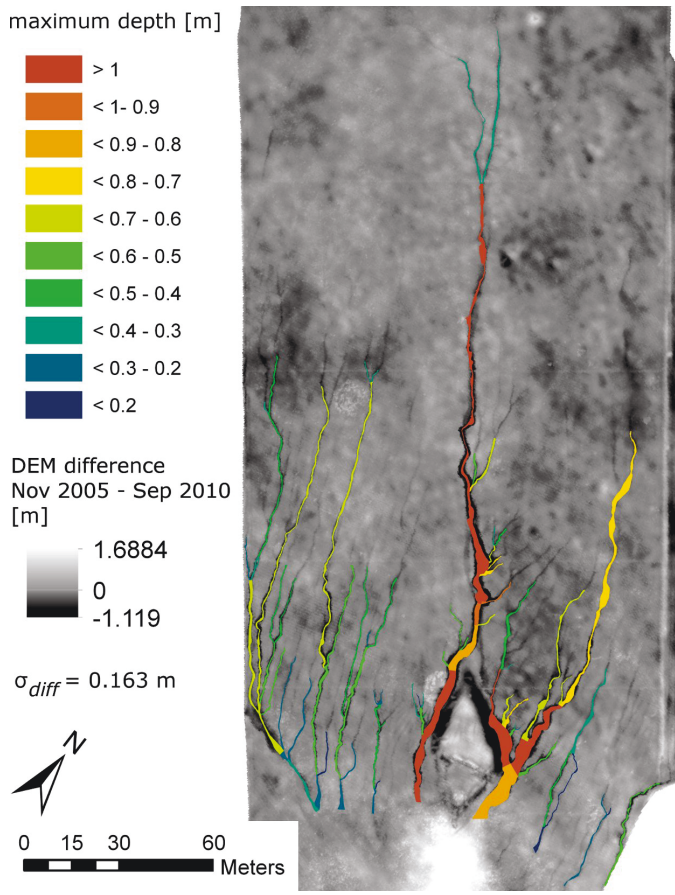 maximum depth [m]
> 1
< 1- 0.9
< 0.9 - 0.8
< 0.8 - 0.7
< 0.7 - 0.6
< 0.6 - 0.5
< 0.5 - 0.4
< 0.4 - 0.3
< 0.3 - 0.2
< 0.2
DEM difference
Nov 2005 - Sep 2010
[m]
1.6884
0
-1.119
σdiff = 0.163 m
N
0 15 30 60
Meters